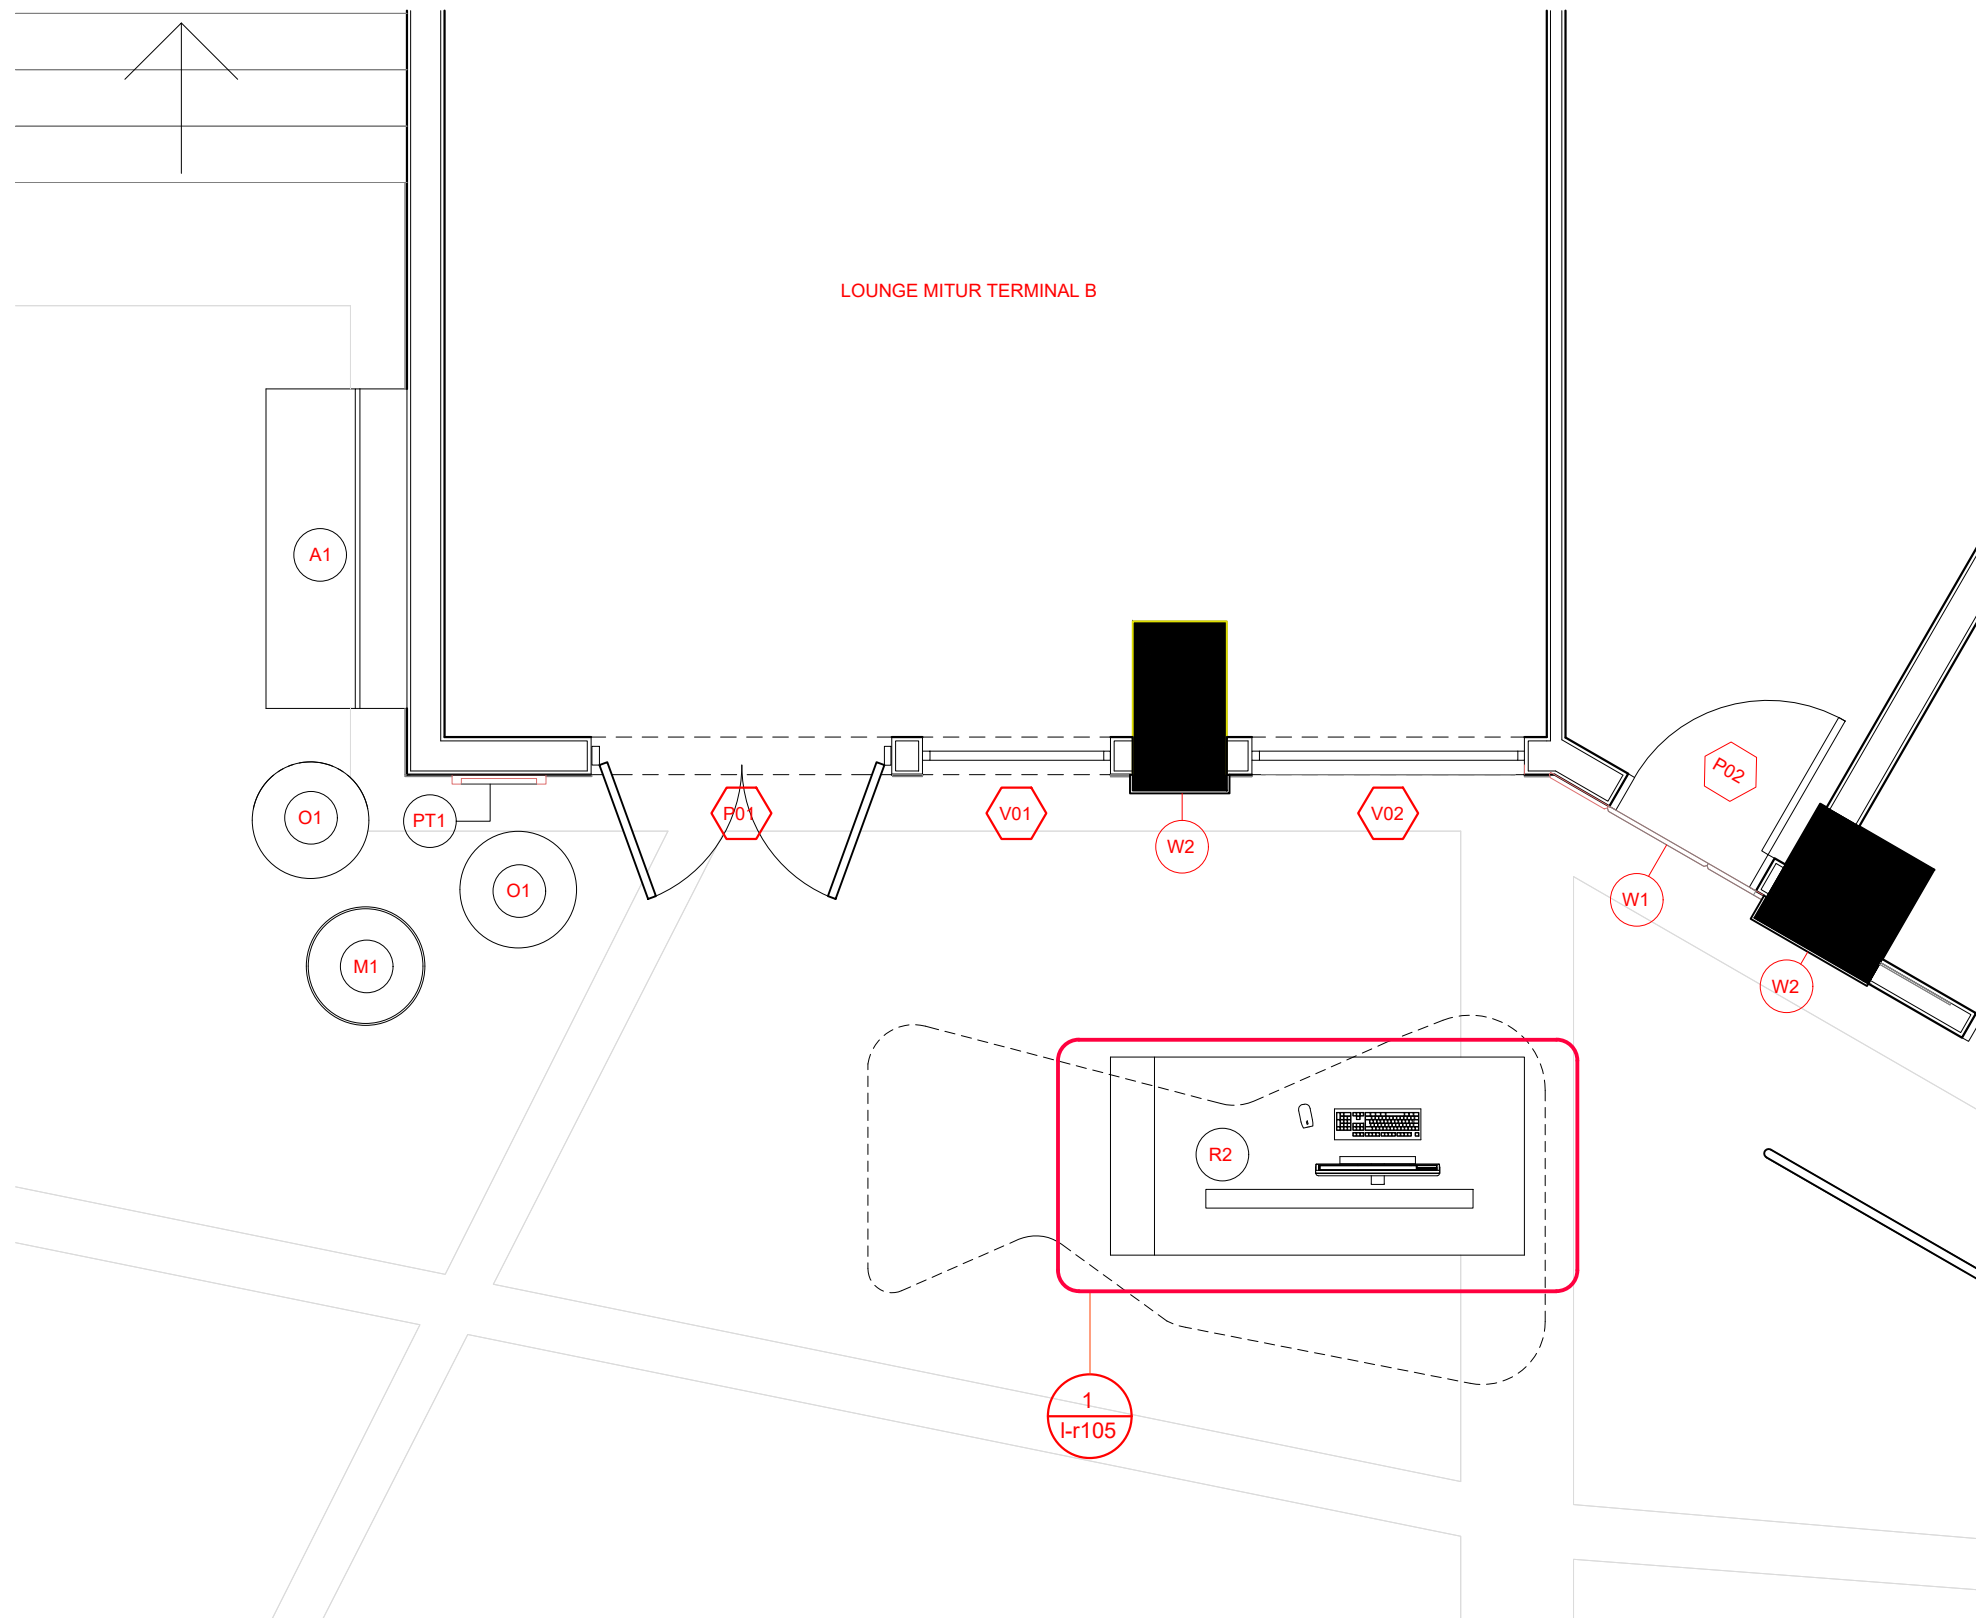 LOUNGE MITUR TERMINAL B
A1
P02
O1
PT1
P01
V01
V02
W2
O1
W1
M1
W2
R2
1
l-r105